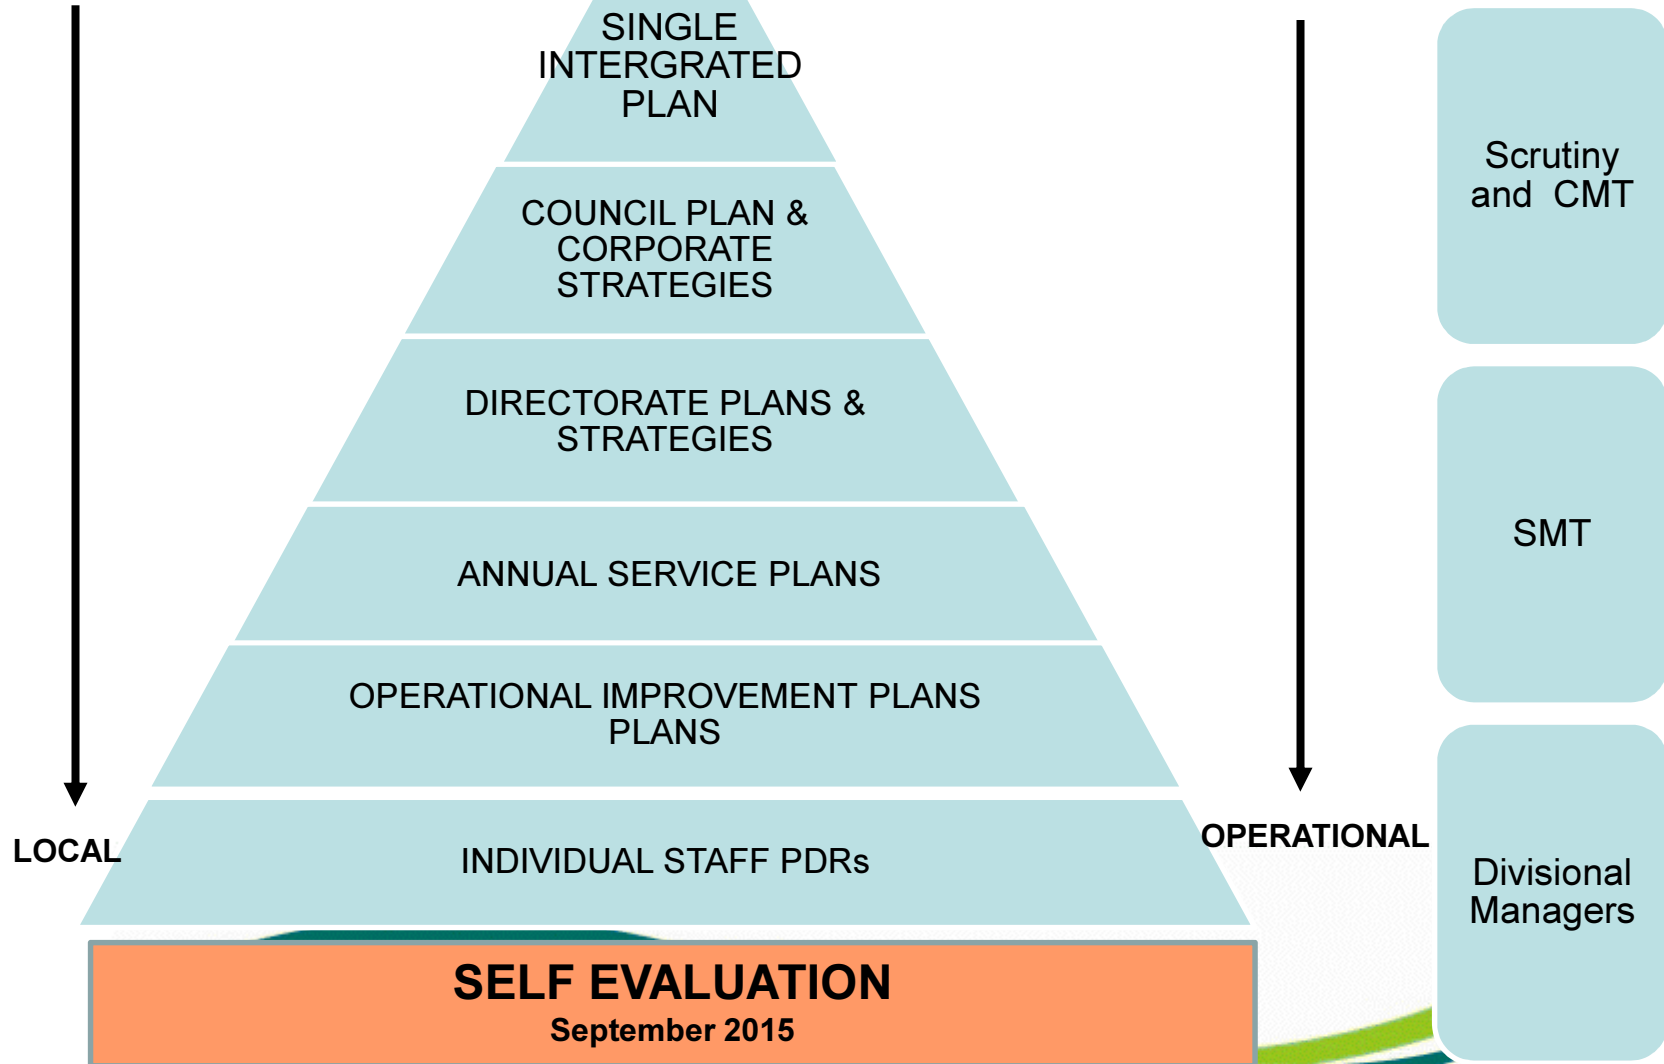 SINGLE
INTERGRATED
PLAN
COUNCIL PLAN &
CORPORATE
STRATEGIES
DIRECTORATE PLANS &
STRATEGIES
ANNUAL SERVICE PLANS
OPERATIONAL IMPROVEMENT PLANS
PLANS
INDIVIDUAL STAFF PDRs
LOCAL
OPERATIONAL
SELF EVALUATION
September 2015
Scrutiny
and CMT
SMT
Divisional
Managers